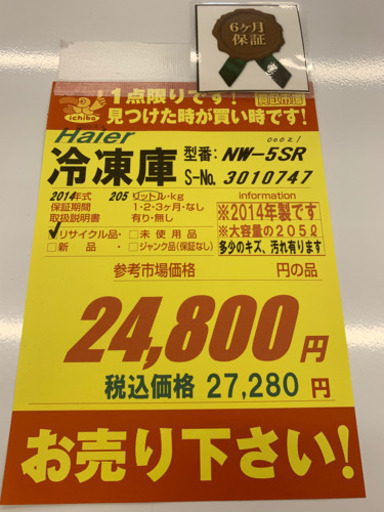 6ヶ月
保証
ichiba
1点限りです!
見つけた時が買い時です!
Haier
00021
冷凍庫
型番: NW-5SR
S-No. 3010747
2014年式 205 リットル・kg
保証期間 1・2・3ヶ月・なし
取扱説明書 有り・無し
リサイクル品・ 未使用品
新品・ ジャンク品(保証なし)
information
※2014年製です
※大容量の205ℓ
多少のキズ、汚れ有ります
参考市場価格 円の品
24,800円
税込価格 27,280 円
お売り下さい!